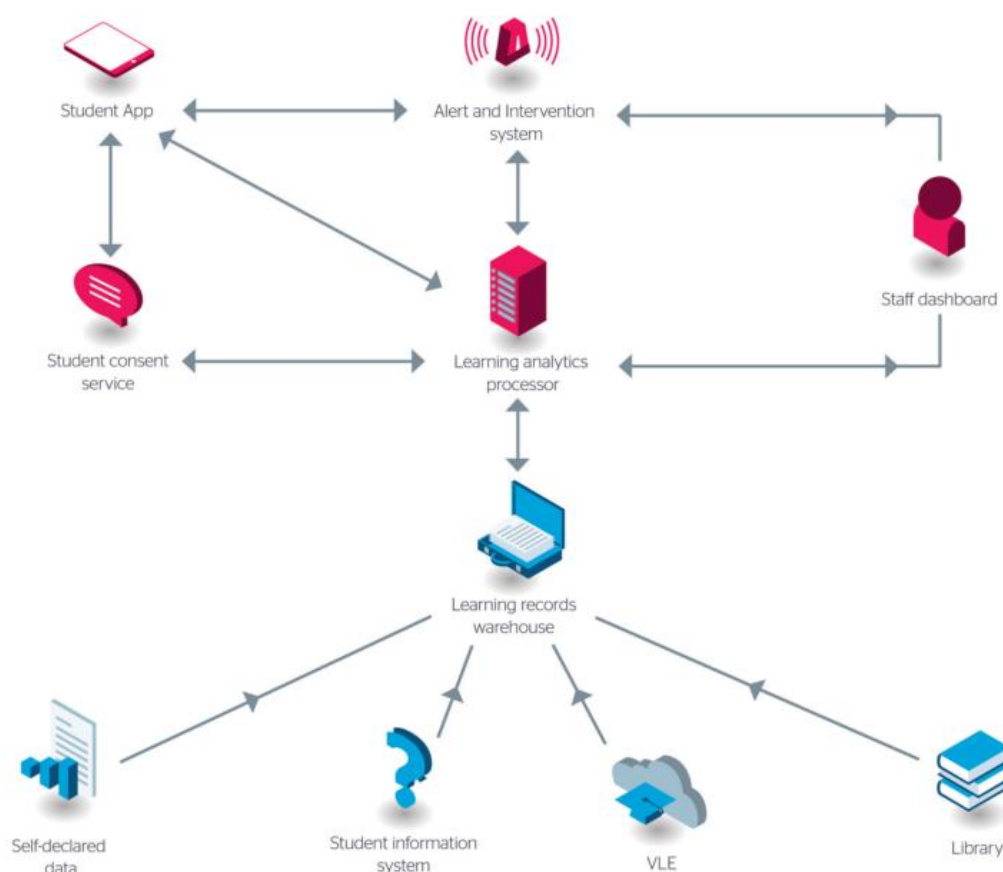 Student App
Alert and Intervention
system
Staff dashboard
Student consent
service
Learning analytics
processor
Learning records
warehouse
Self-declared
data
Student information
system
VLE
Library